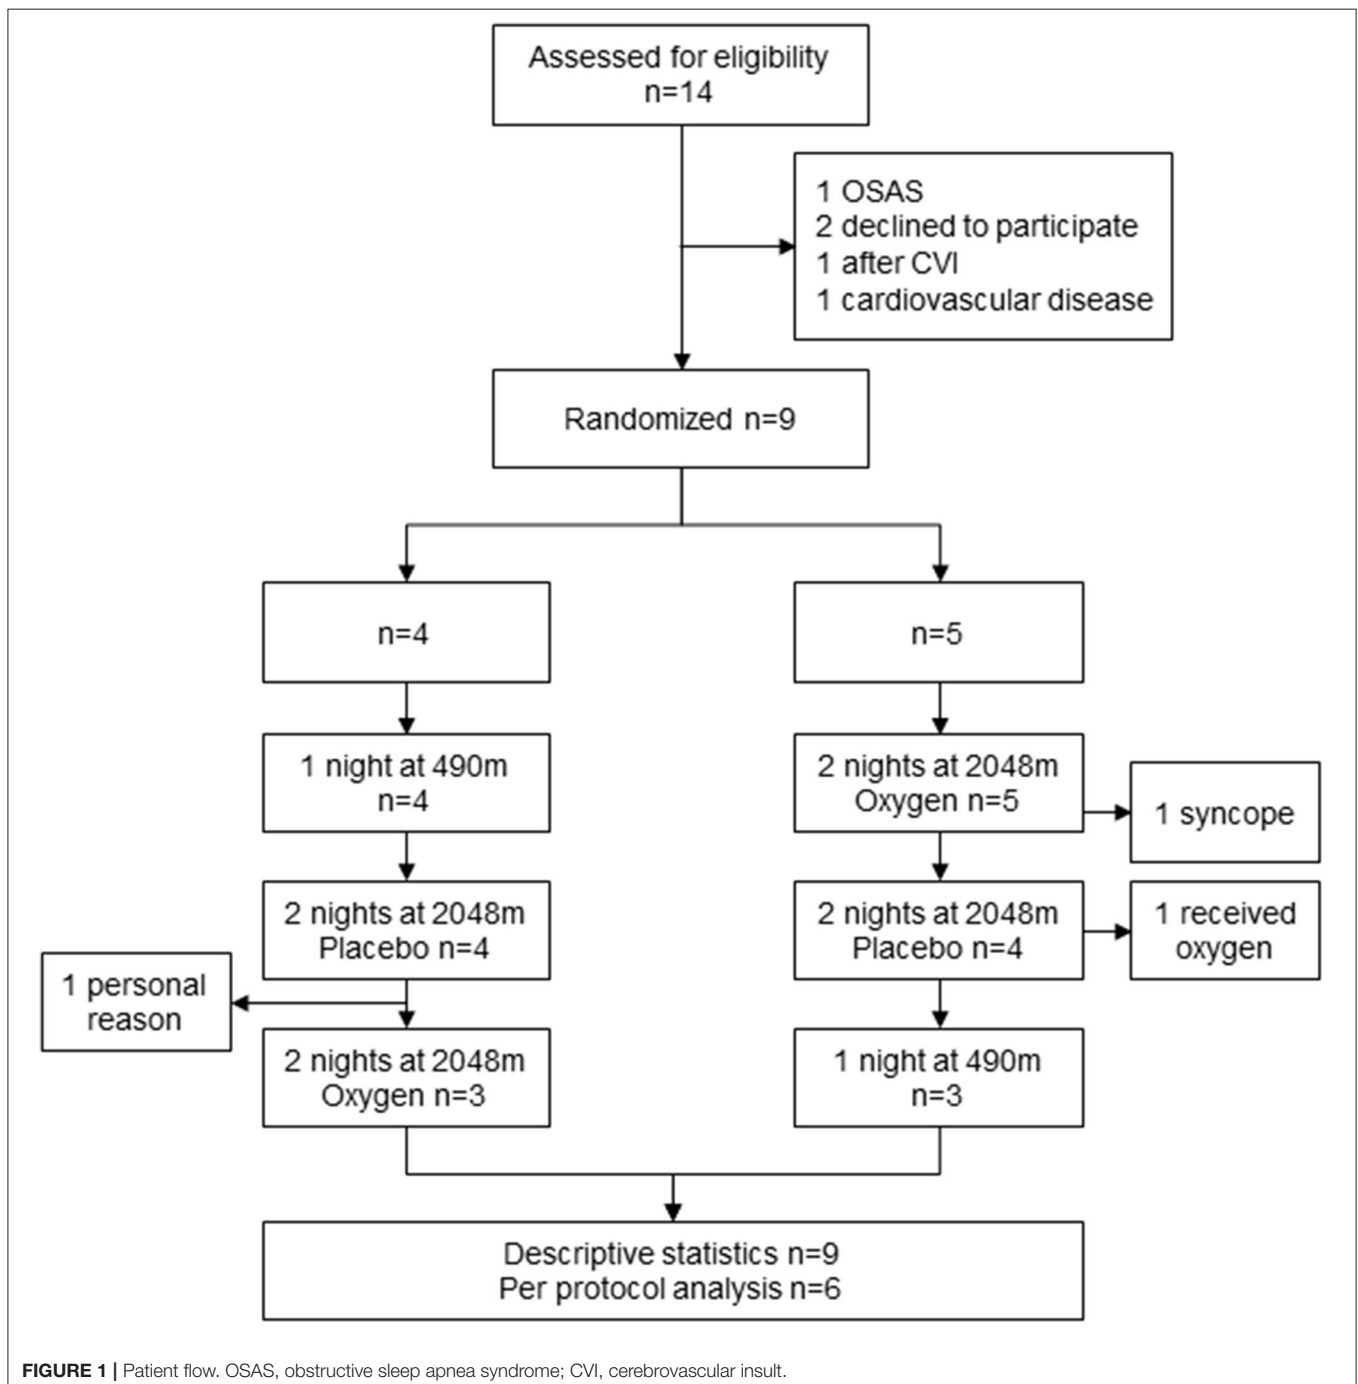 Assessed for eligibility
n=14
1 OSAS
2 declined to participate
1 after CVI
1 cardiovascular disease
Randomized n=9
n=4
n=5
1 night at 490m
n=4
2 nights at 2048m
Oxygen n=5
1 syncope
2 nights at 2048m
Placebo n=4
2 nights at 2048m
Placebo n=4
1 received
oxygen
1 personal
reason
2 nights at 2048m
Oxygen n=3
1 night at 490m
n=3
Descriptive statistics n=9
Per protocol analysis n=6
FIGURE 1 | Patient flow. OSAS, obstructive sleep apnea syndrome; CVI, cerebrovascular insult.